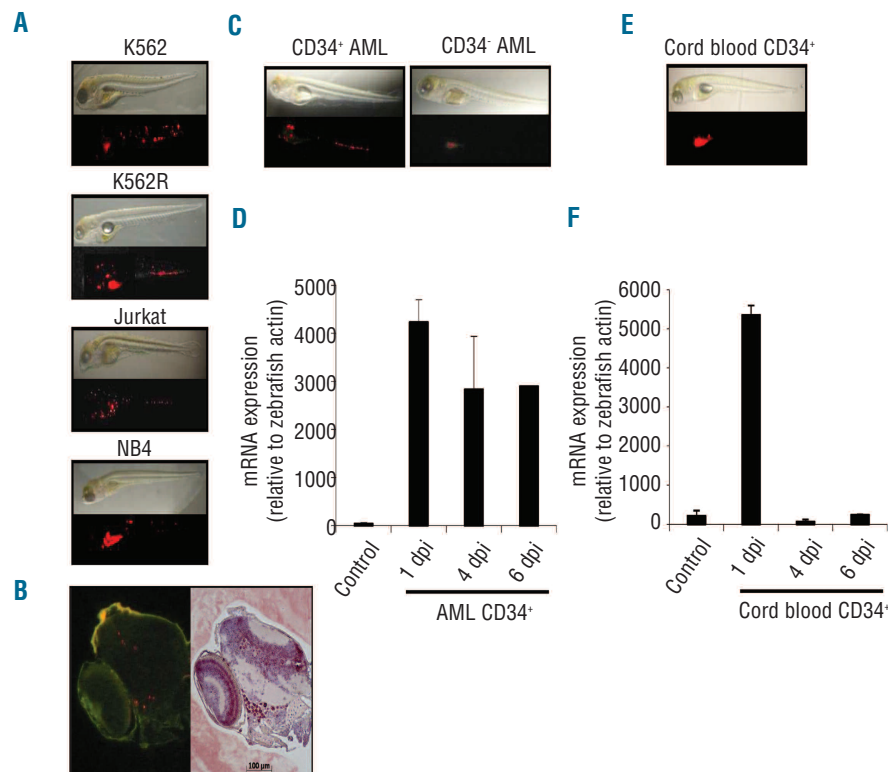 A
K562
K562R
Jurkat
NB4
B
100 µm
C
CD34⁺ AML
CD34⁻ AML
D
mRNA expression
(relative to zebrafish actin)
5000
4000
3000
2000
1000
0
Control
1 dpi
4 dpi
6 dpi
AML CD34⁺
E
Cord blood CD34⁺
F
mRNA expression
(relative to zebrafish actin)
6000
5000
4000
3000
2000
1000
0
Control
1 dpi
4 dpi
6 dpi
Cord blood CD34⁺